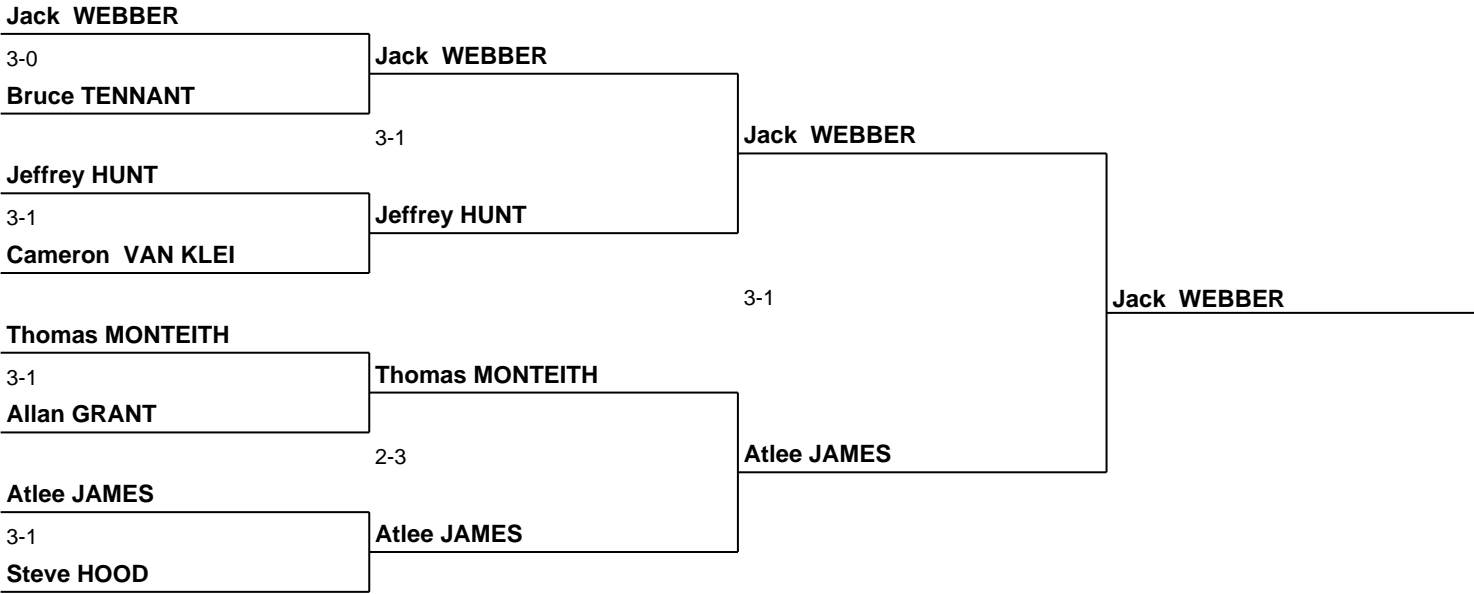 Jack  WEBBER
3-0
Bruce TENNANT
Jack  WEBBER
3-1
Jeffrey HUNT
3-1
Cameron  VAN KLEI
Jeffrey HUNT
Jack  WEBBER
3-1
Thomas MONTEITH
3-1
Allan GRANT
Thomas MONTEITH
2-3
Atlee JAMES
3-1
Steve HOOD
Atlee JAMES
Atlee JAMES
Jack  WEBBER